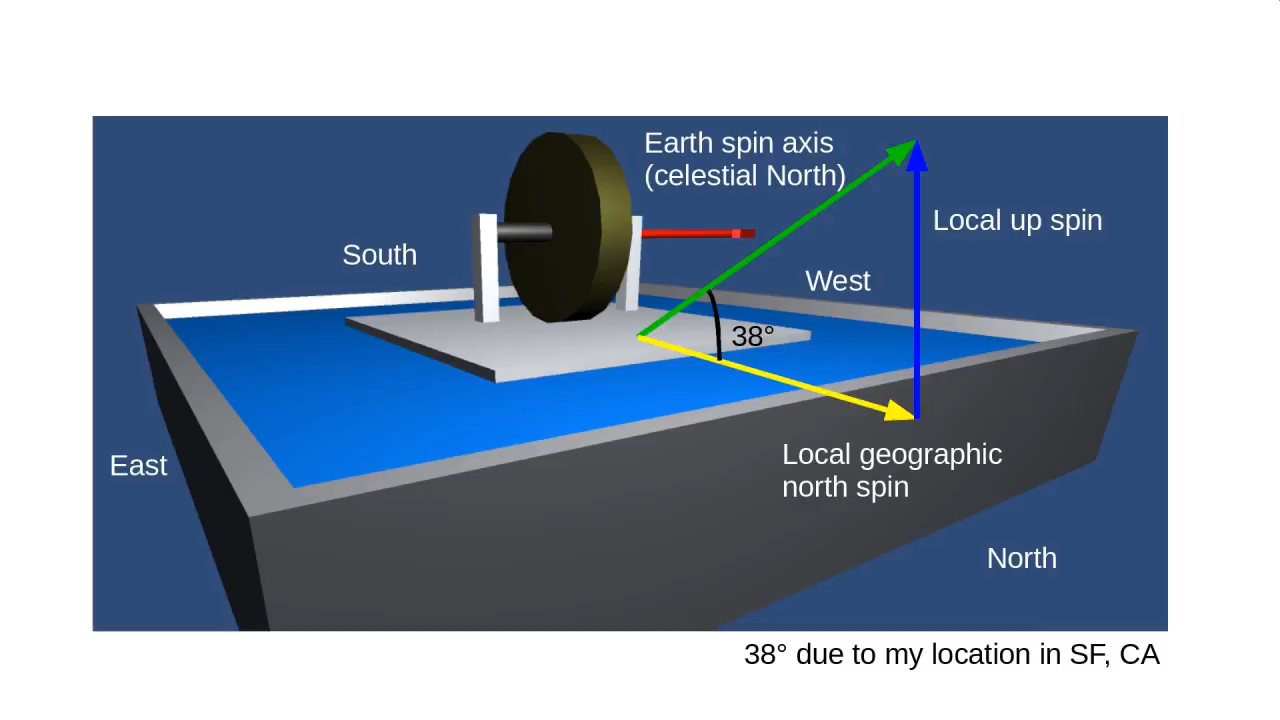 Earth spin axis
(celestial North)
Local up spin
South
West
38°
Local geographic
north spin
East
North
38° due to my location in SF, CA